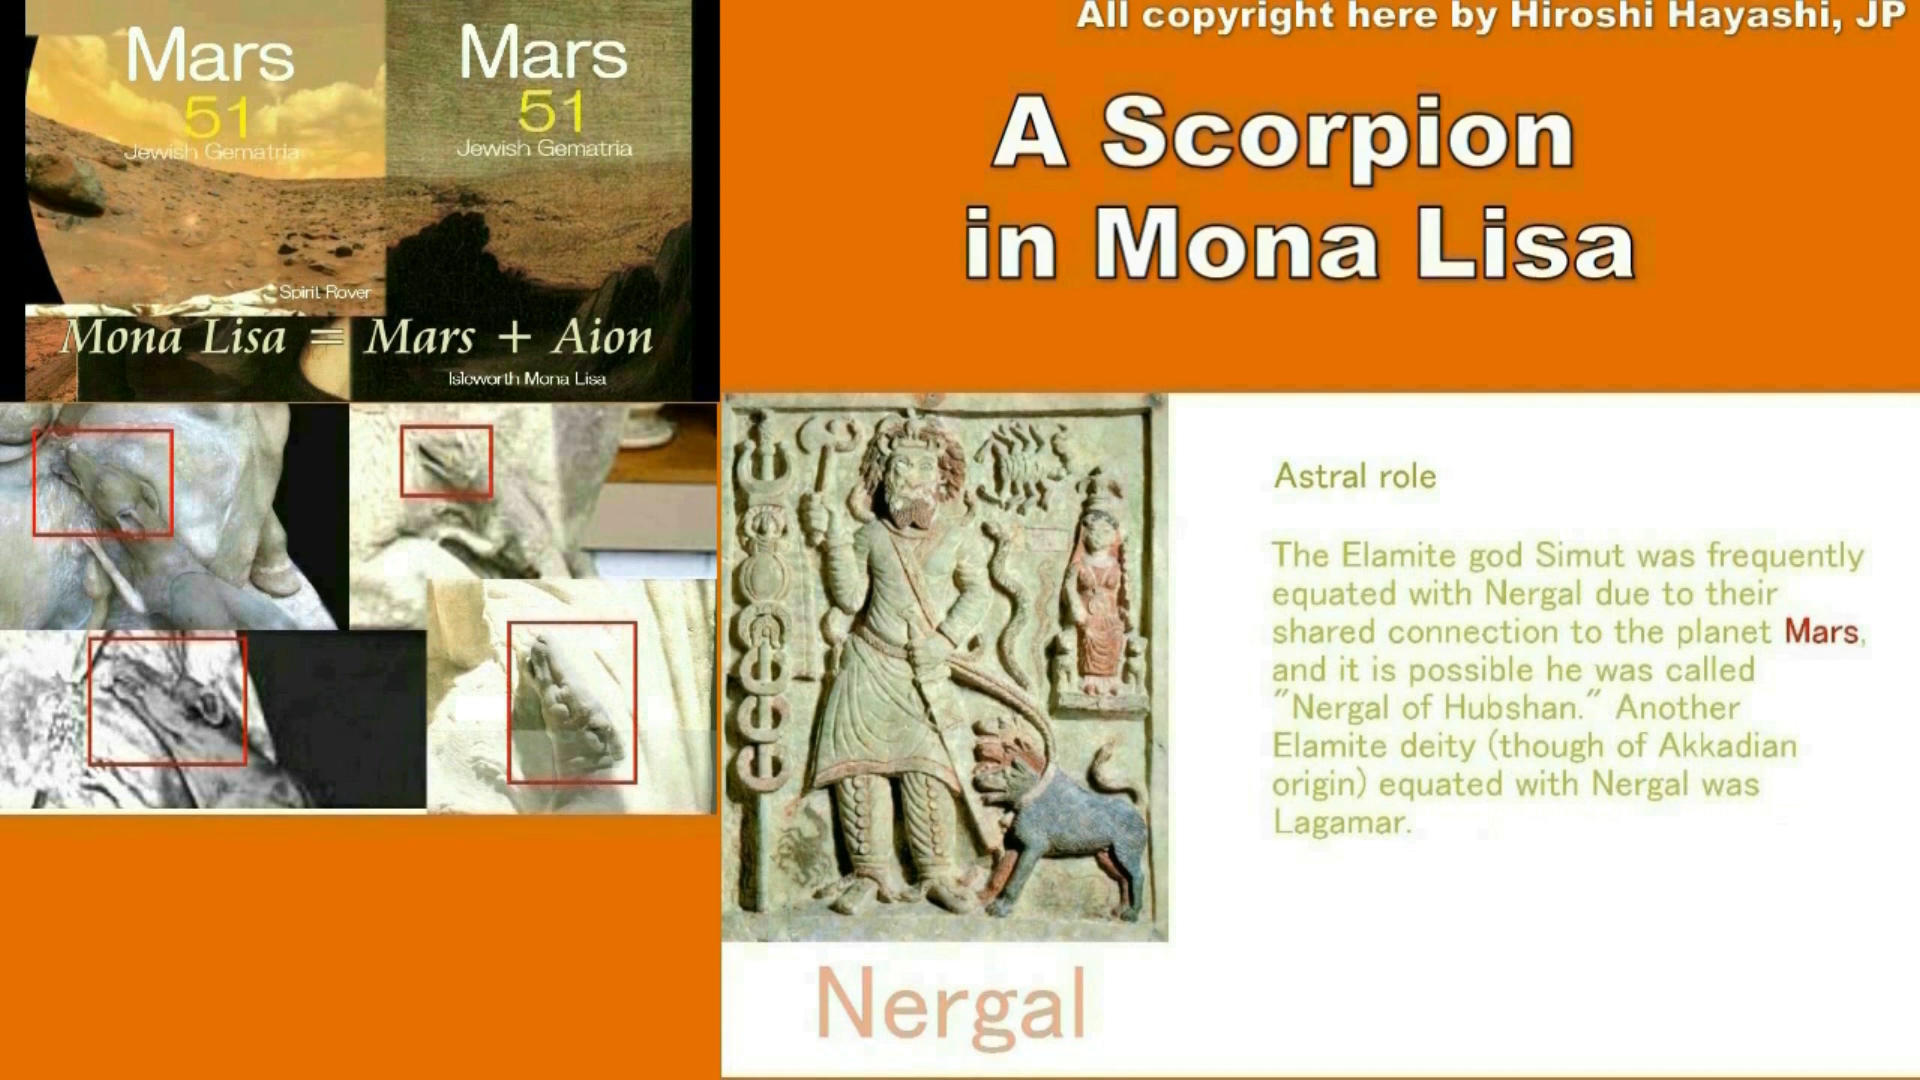 All copyright here by Hiroshi Hayashi, JP
A Scorpion
in Mona Lisa
Mars
51
Jewish Gematria
Spirit Rover
Mars
51
Jewish Gematria
Mona Lisa = Mars + Aion
Isleworth Mona Lisa
Astral role
The Elamite god Simut was frequently
equated with Nergal due to their
shared connection to the planet Mars,
and it is possible he was called
"Nergal of Hubshan." Another
Elamite deity (though of Akkadian
origin) equated with Nergal was
Lagamar.
Nergal